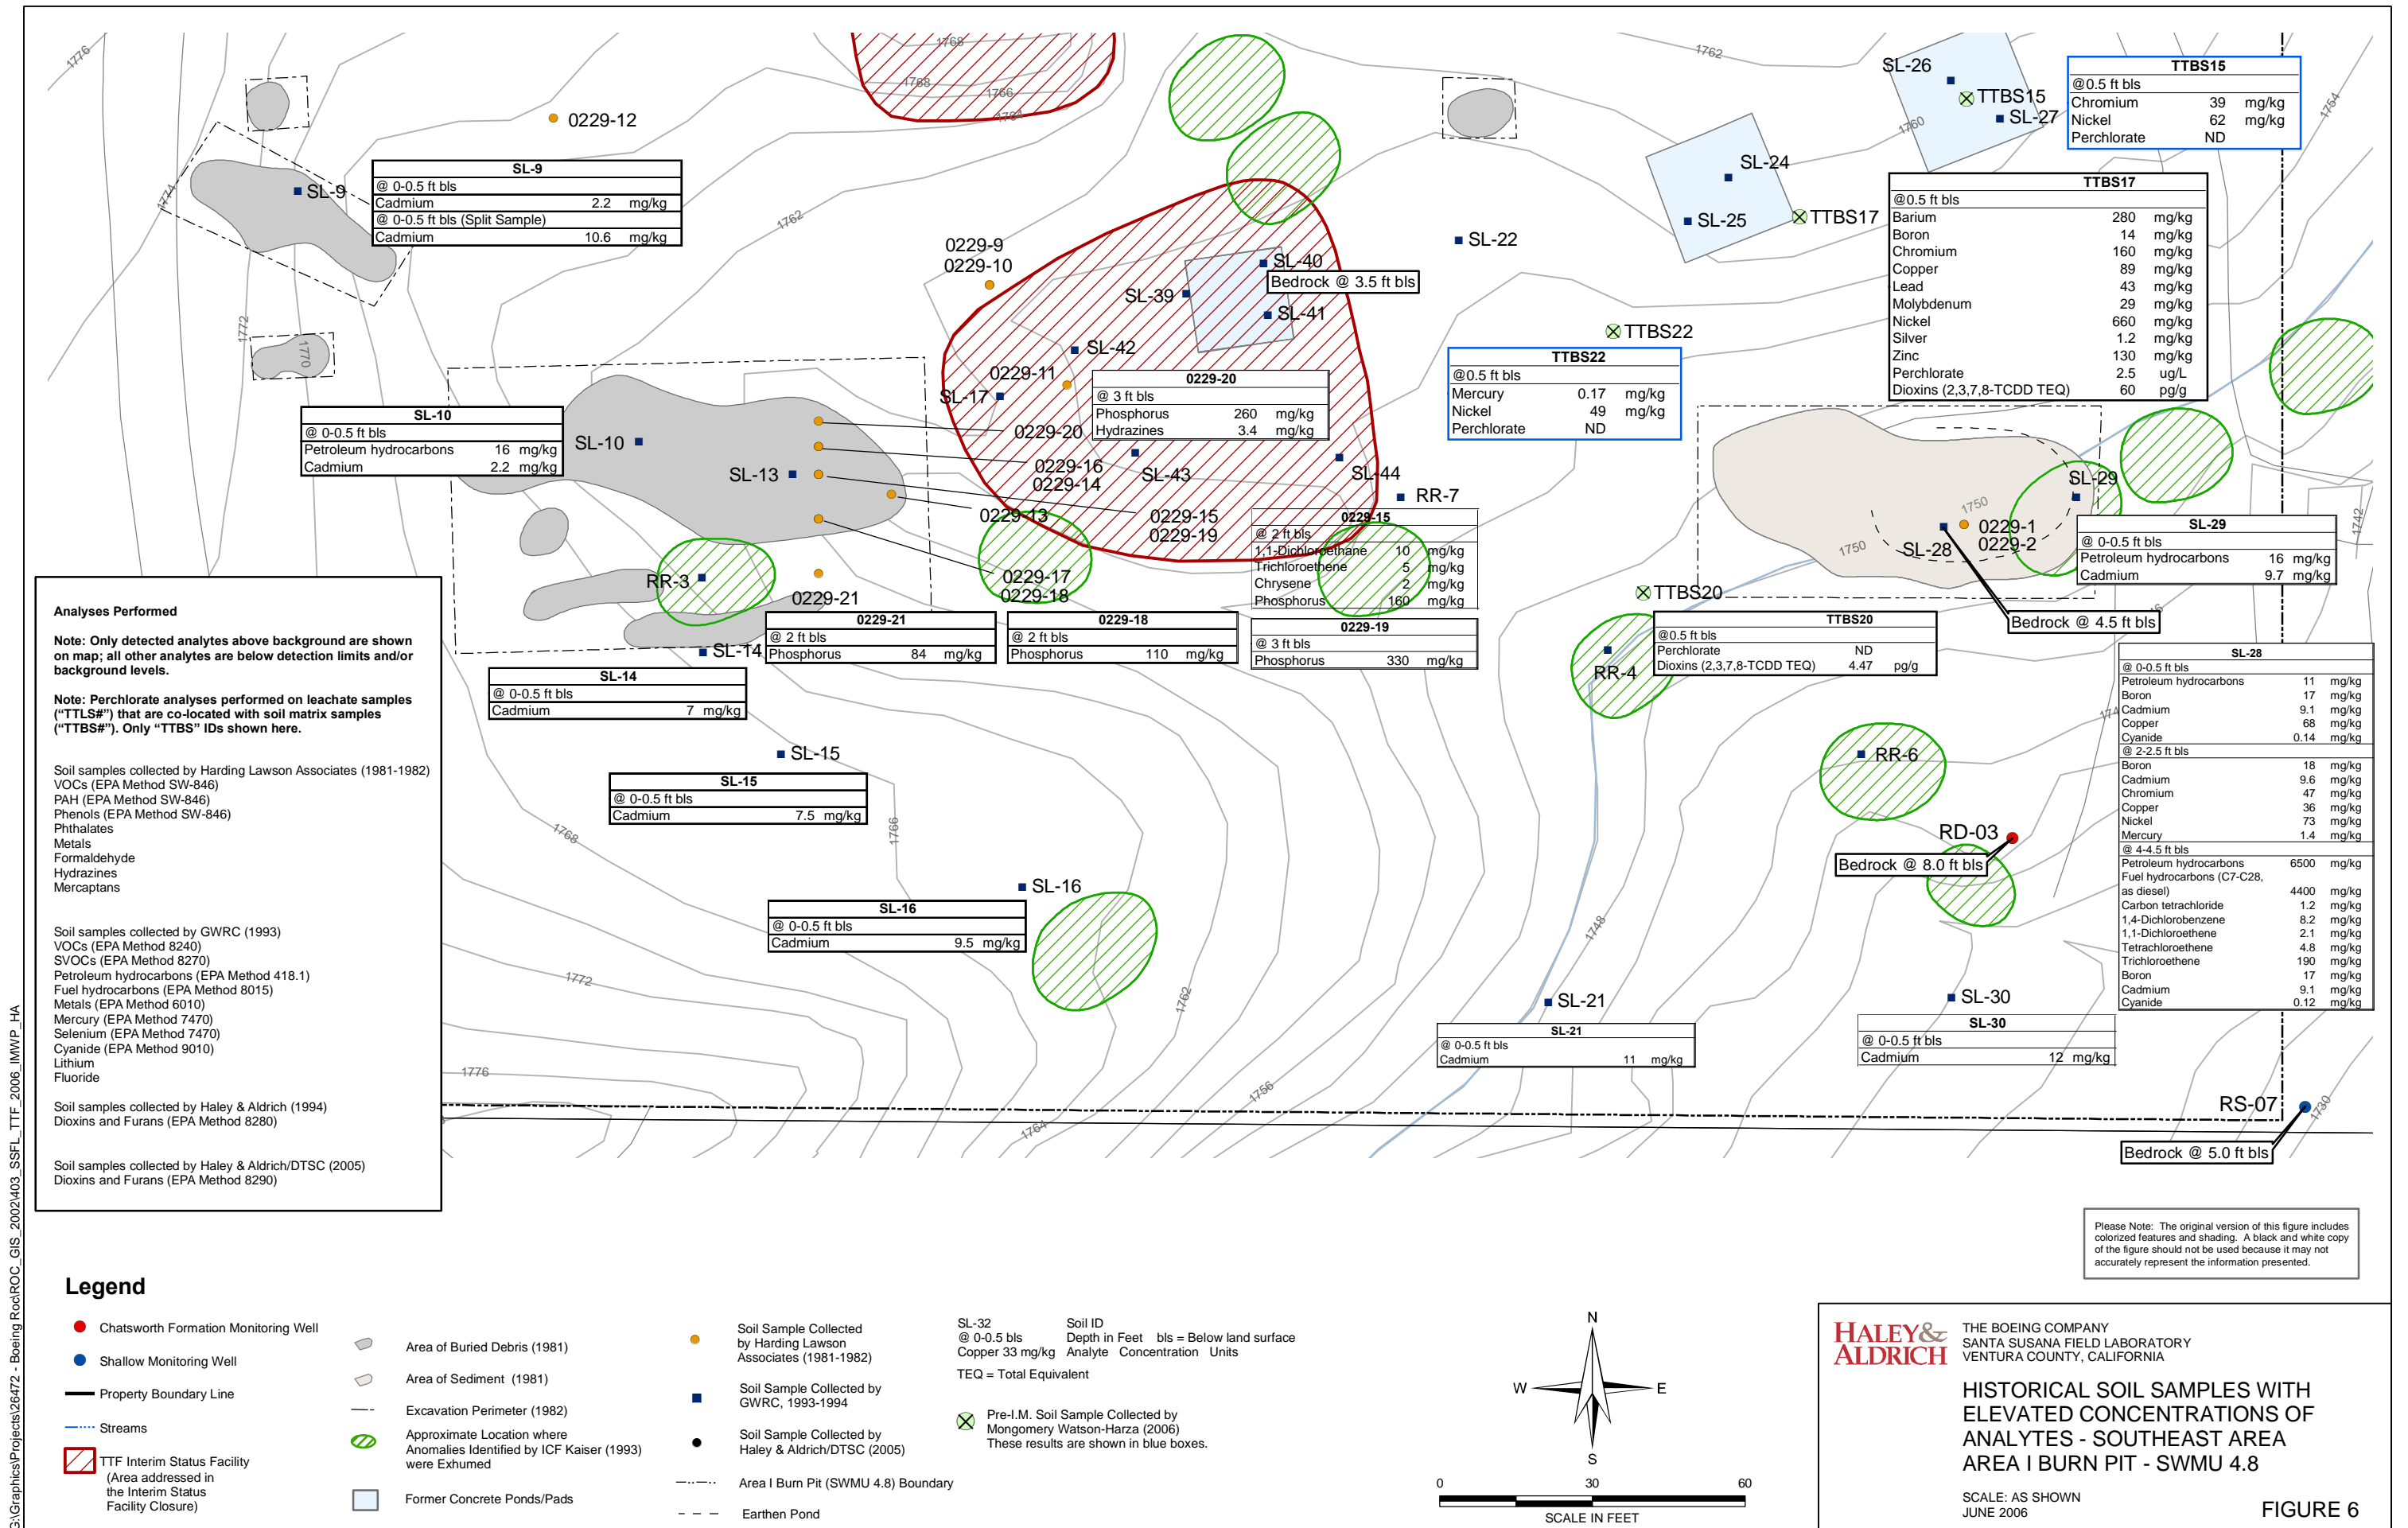 1776
1768
1768
1766
1764
1762
1762
1760
1754
1774
1772
1770
0229-12
SL-9
SL-9
@ 0-0.5 ft bls
Cadmium 2.2 mg/kg
@ 0-0.5 ft bls (Split Sample)
Cadmium 10.6 mg/kg
SL-26
TTBS15
SL-27
TTBS15
@0.5 ft bls
Chromium 39 mg/kg
Nickel 62 mg/kg
Perchlorate ND
SL-24
SL-25
TTBS17
SL-22
TTBS17
@0.5 ft bls
Barium 280 mg/kg
Boron 14 mg/kg
Chromium 160 mg/kg
Copper 89 mg/kg
Lead 43 mg/kg
Molybdenum 29 mg/kg
Nickel 660 mg/kg
Silver 1.2 mg/kg
Zinc 130 mg/kg
Perchlorate 2.5 ug/L
Dioxins (2,3,7,8-TCDD TEQ) 60 pg/g
0229-9
0229-10
SL-40
Bedrock @ 3.5 ft bls
SL-39
SL-41
SL-42
0229-11
SL-17
0229-20
@ 3 ft bls
Phosphorus 260 mg/kg
Hydrazines 3.4 mg/kg
TTBS22
TTBS22
@0.5 ft bls
Mercury 0.17 mg/kg
Nickel 49 mg/kg
Perchlorate ND
SL-10
@ 0-0.5 ft bls
Petroleum hydrocarbons 16 mg/kg
Cadmium 2.2 mg/kg
SL-10
SL-13
0229-20
0229-16
0229-14
0229-13
0229-15
0229-19
0229-17
0229-18
SL-43
SL-44
RR-7
0229-15
@ 2 ft bls
1,1-Dichloroethane 10 mg/kg
Trichloroethene 5 mg/kg
Chrysene 2 mg/kg
Phosphorus 160 mg/kg
0229-19
@ 3 ft bls
Phosphorus 330 mg/kg
RR-3
0229-21
0229-21
@ 2 ft bls
Phosphorus 84 mg/kg
0229-18
@ 2 ft bls
Phosphorus 110 mg/kg
SL-14
SL-14
@ 0-0.5 ft bls
Cadmium 7 mg/kg
SL-15
SL-15
@ 0-0.5 ft bls
Cadmium 7.5 mg/kg
SL-16
SL-16
@ 0-0.5 ft bls
Cadmium 9.5 mg/kg
1750
1750
1742
SL-29
0229-1
0229-2
SL-28
SL-29
@ 0-0.5 ft bls
Petroleum hydrocarbons 16 mg/kg
Cadmium 9.7 mg/kg
Bedrock @ 4.5 ft bls
TTBS20
TTBS20
@0.5 ft bls
Perchlorate ND
Dioxins (2,3,7,8-TCDD TEQ) 4.47 pg/g
RR-4
RR-6
RD-03
Bedrock @ 8.0 ft bls
SL-28
@ 0-0.5 ft bls
Petroleum hydrocarbons 11 mg/kg
Boron 17 mg/kg
Cadmium 9.1 mg/kg
Copper 68 mg/kg
Cyanide 0.14 mg/kg
@ 2-2.5 ft bls
Boron 18 mg/kg
Cadmium 9.6 mg/kg
Chromium 47 mg/kg
Copper 36 mg/kg
Nickel 73 mg/kg
Mercury 1.4 mg/kg
@ 4-4.5 ft bls
Petroleum hydrocarbons 6500 mg/kg
Fuel hydrocarbons (C7-C28,
as diesel) 4400 mg/kg
Carbon tetrachloride 1.2 mg/kg
1,4-Dichlorobenzene 8.2 mg/kg
1,1-Dichloroethene 2.1 mg/kg
Tetrachloroethene 4.8 mg/kg
Trichloroethene 190 mg/kg
Boron 17 mg/kg
Cadmium 9.1 mg/kg
Cyanide 0.12 mg/kg
1768
1766
1772
1762
1748
1776
1764
1756
1730
SL-21
SL-21
@ 0-0.5 ft bls
Cadmium 11 mg/kg
SL-30
SL-30
@ 0-0.5 ft bls
Cadmium 12 mg/kg
RS-07
Bedrock @ 5.0 ft bls
Analyses Performed
Note: Only detected analytes above background are shown
on map; all other analytes are below detection limits and/or
background levels.
Note: Perchlorate analyses performed on leachate samples
(“TTLS#”) that are co-located with soil matrix samples
(“TTBS#”). Only “TTBS” IDs shown here.
Soil samples collected by Harding Lawson Associates (1981-1982)
VOCs (EPA Method SW-846)
PAH (EPA Method SW-846)
Phenols (EPA Method SW-846)
Phthalates
Metals
Formaldehyde
Hydrazines
Mercaptans
Soil samples collected by GWRC (1993)
VOCs (EPA Method 8240)
SVOCs (EPA Method 8270)
Petroleum hydrocarbons (EPA Method 418.1)
Fuel hydrocarbons (EPA Method 8015)
Metals (EPA Method 6010)
Mercury (EPA Method 7470)
Selenium (EPA Method 7470)
Cyanide (EPA Method 9010)
Lithium
Fluoride
Soil samples collected by Haley & Aldrich (1994)
Dioxins and Furans (EPA Method 8280)
Soil samples collected by Haley & Aldrich/DTSC (2005)
Dioxins and Furans (EPA Method 8290)
G:\Graphics\Projects\26472 - Boeing Roc\ROC_GIS_2002\403_SSFL_TTF_2006_IMWP_HA
Please Note: The original version of this figure includes
colorized features and shading. A black and white copy
of the figure should not be used because it may not
accurately represent the information presented.
Legend
Chatsworth Formation Monitoring Well
Shallow Monitoring Well
Property Boundary Line
Streams
TTF Interim Status Facility
(Area addressed in
the Interim Status
Facility Closure)
Area of Buried Debris (1981)
Area of Sediment (1981)
Excavation Perimeter (1982)
Approximate Location where
Anomalies Identified by ICF Kaiser (1993)
were Exhumed
Former Concrete Ponds/Pads
Soil Sample Collected
by Harding Lawson
Associates (1981-1982)
Soil Sample Collected by
GWRC, 1993-1994
Soil Sample Collected by
Haley & Aldrich/DTSC (2005)
Area I Burn Pit (SWMU 4.8) Boundary
Earthen Pond
SL-32 Soil ID
@ 0-0.5 bls Depth in Feet bls = Below land surface
Copper 33 mg/kg Analyte Concentration Units
TEQ = Total Equivalent
Pre-I.M. Soil Sample Collected by
Mongomery Watson-Harza (2006)
These results are shown in blue boxes.
N
W E
S
0 30 60
SCALE IN FEET
HALEY&
ALDRICH
THE BOEING COMPANY
SANTA SUSANA FIELD LABORATORY
VENTURA COUNTY, CALIFORNIA
HISTORICAL SOIL SAMPLES WITH
ELEVATED CONCENTRATIONS OF
ANALYTES - SOUTHEAST AREA
AREA I BURN PIT - SWMU 4.8
SCALE: AS SHOWN
JUNE 2006
FIGURE 6